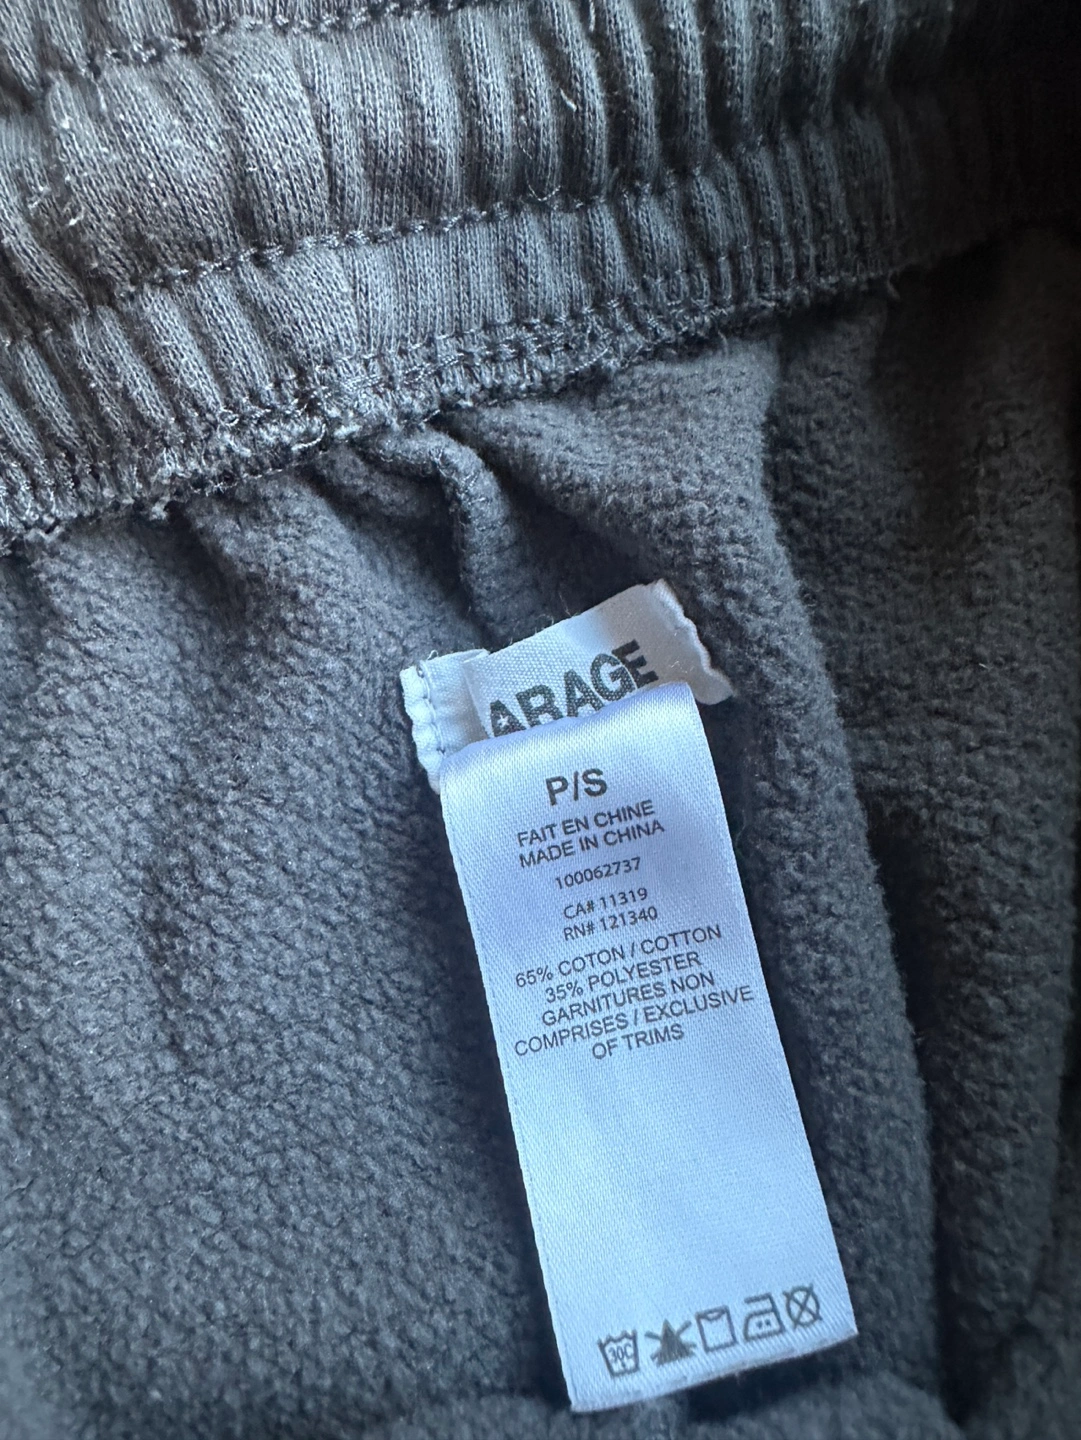 ARAGE
P/S
FAIT EN CHINE
MADE IN CHINA
100062737
CA# 11319
RN# 121340
65% COTON / COTTON
35% POLYESTER
GARNITURES NON
COMPRISES / EXCLUSIVE
OF TRIMS
30C